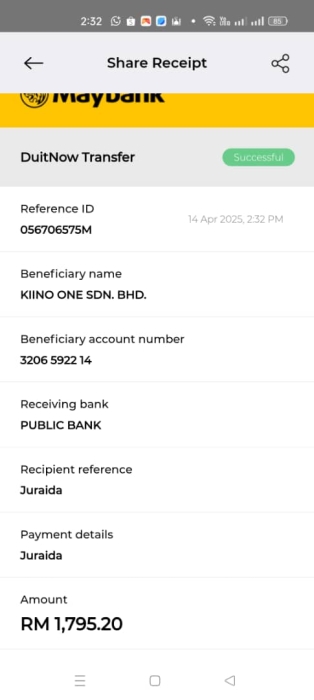 2:32
85
Share Receipt
Maybank
DuitNow Transfer
Successful
Reference ID
14 Apr 2025, 2:32 PM
056706575M
Beneficiary name
KIINO ONE SDN. BHD.
Beneficiary account number
3206 5922 14
Receiving bank
PUBLIC BANK
Recipient reference
Juraida
Payment details
Juraida
Amount
RM 1,795.20